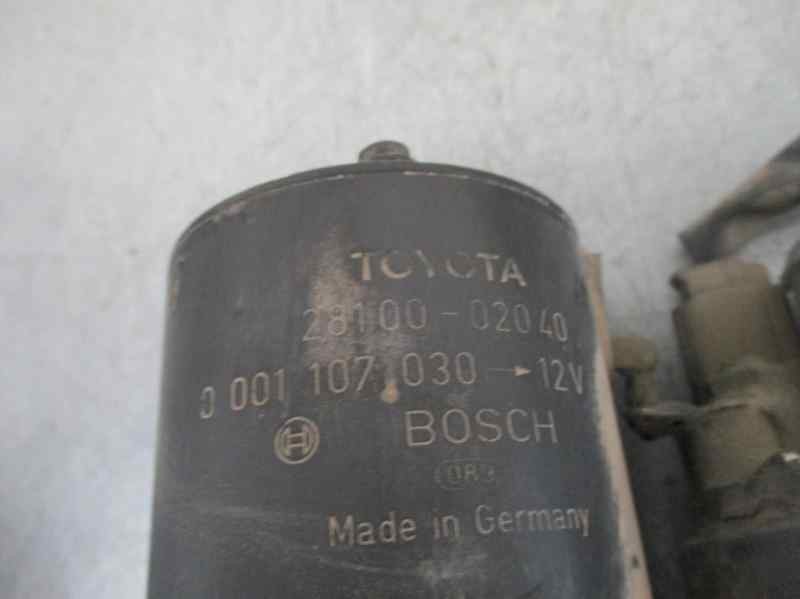 TOYOTA
28100-02040
0 001 107 030 → 12V
BOSCH
Made in Germany